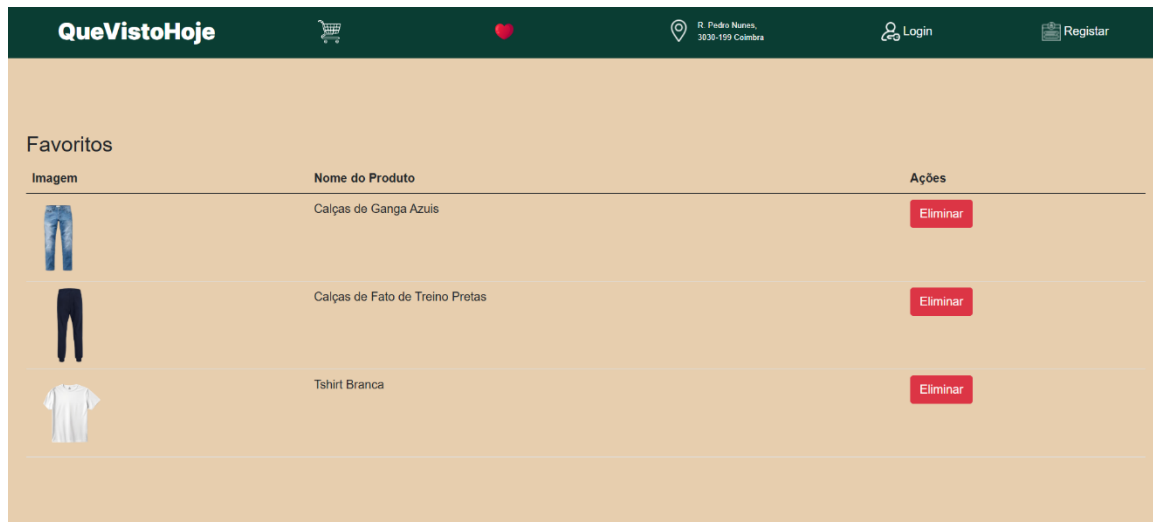 QueVistoHoje
R. Pedro Nunes,
3030-199 Coimbra
Login
Registar
Favoritos
Imagem Nome do Produto Ações
Calças de Ganga Azuis Eliminar
Calças de Fato de Treino Pretas Eliminar
Tshirt Branca Eliminar